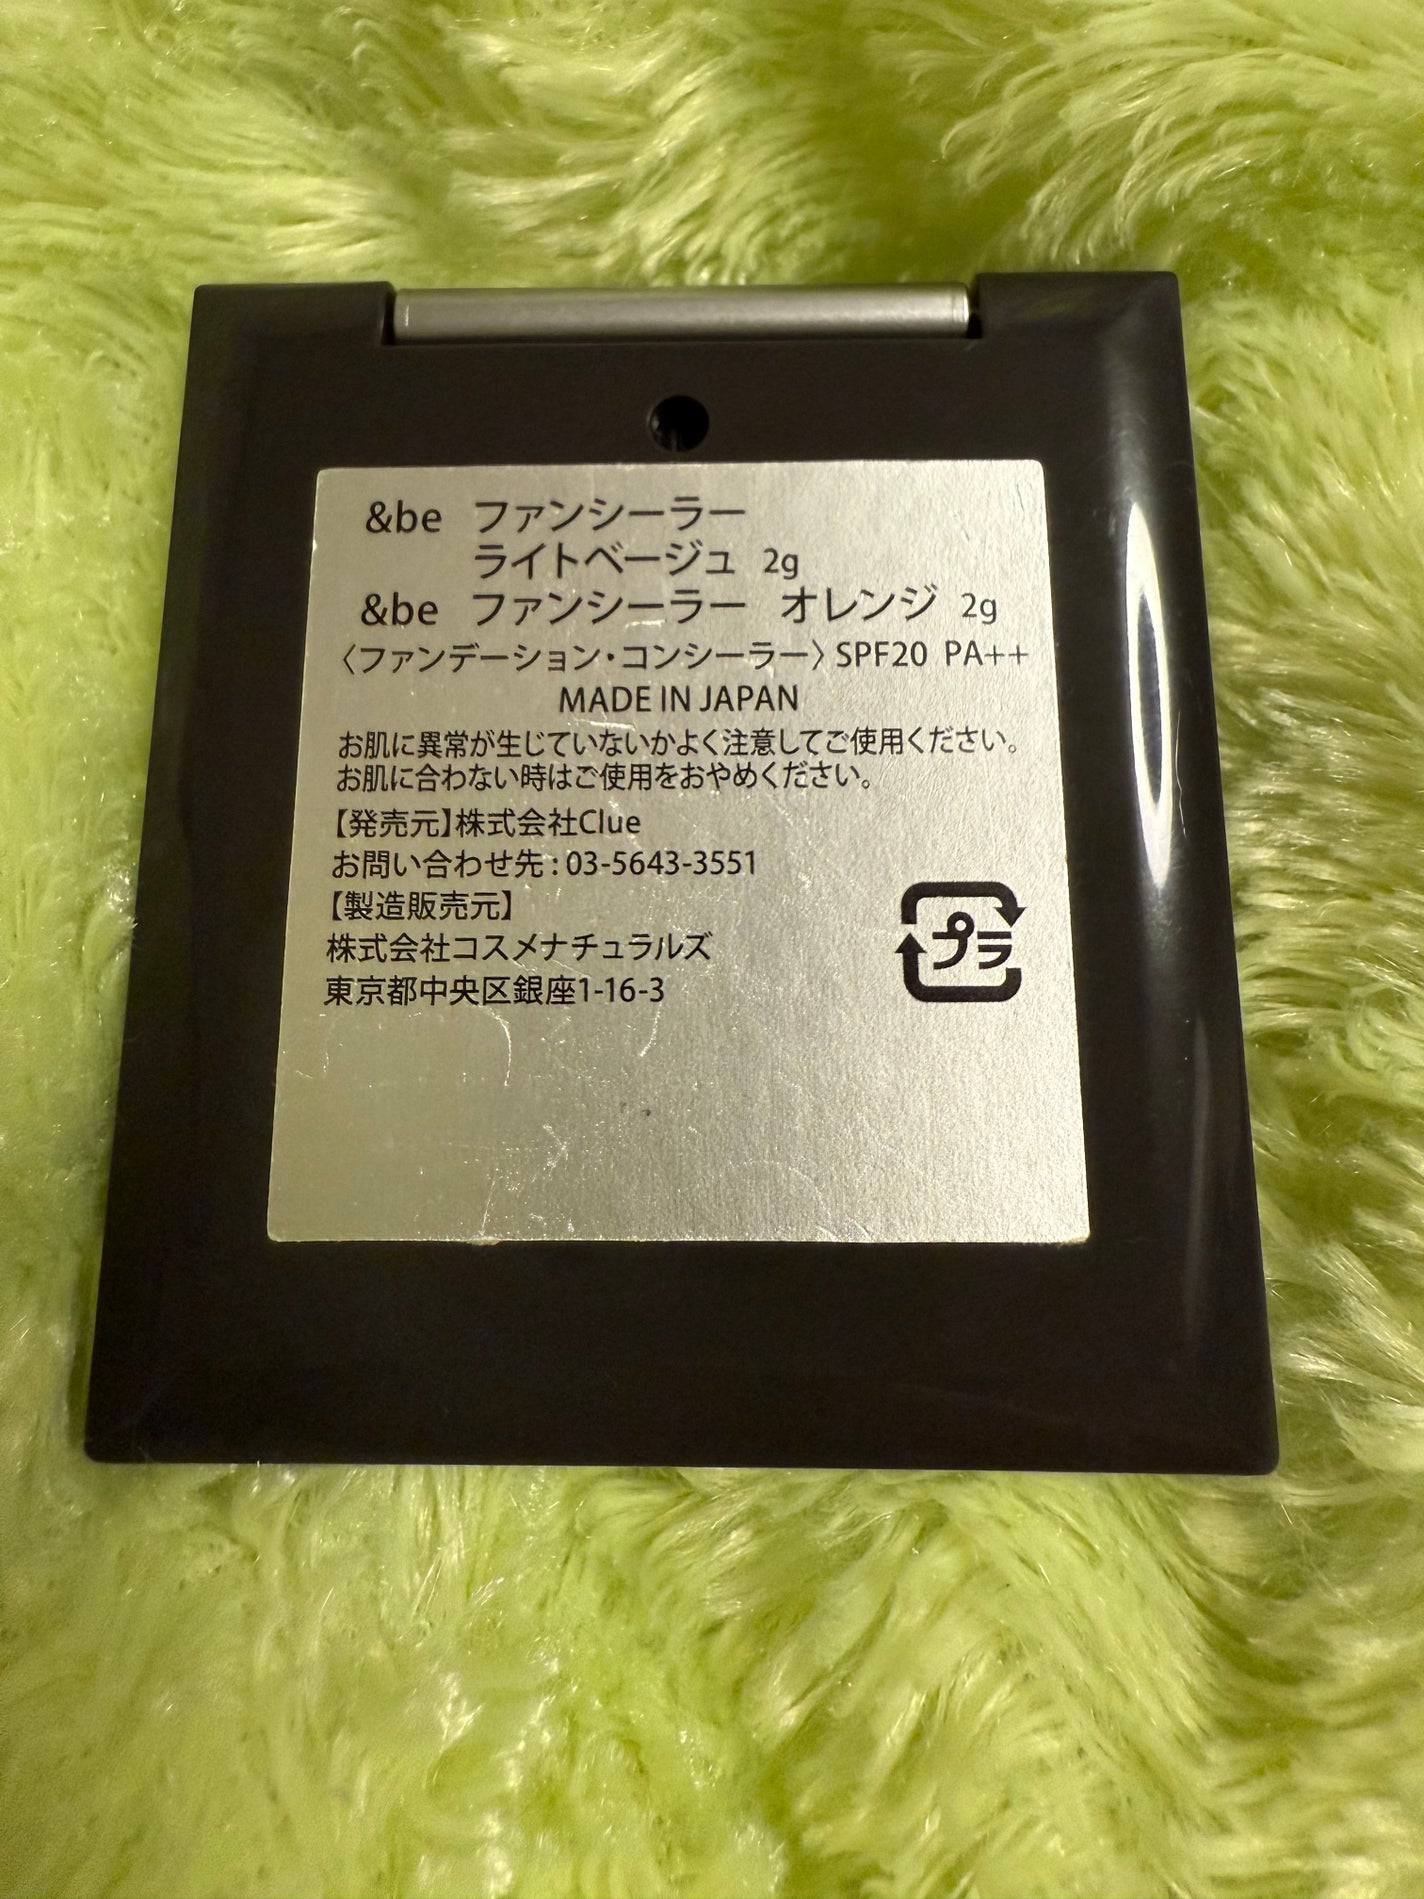 &be ファンシーラー
ライトベージュ 2g
&be ファンシーラー オレンジ 2g
〈ファンデーション・コンシーラー〉SPF20 PA++
MADE IN JAPAN
お肌に異常が生じていないかよく注意してご使用ください。
お肌に合わない時はご使用をおやめください。
【発売元】株式会社Clue
お問い合わせ先:03-5643-3551
【製造販売元】
株式会社コスメナチュラルズ
東京都中央区銀座1-16-3
プラ